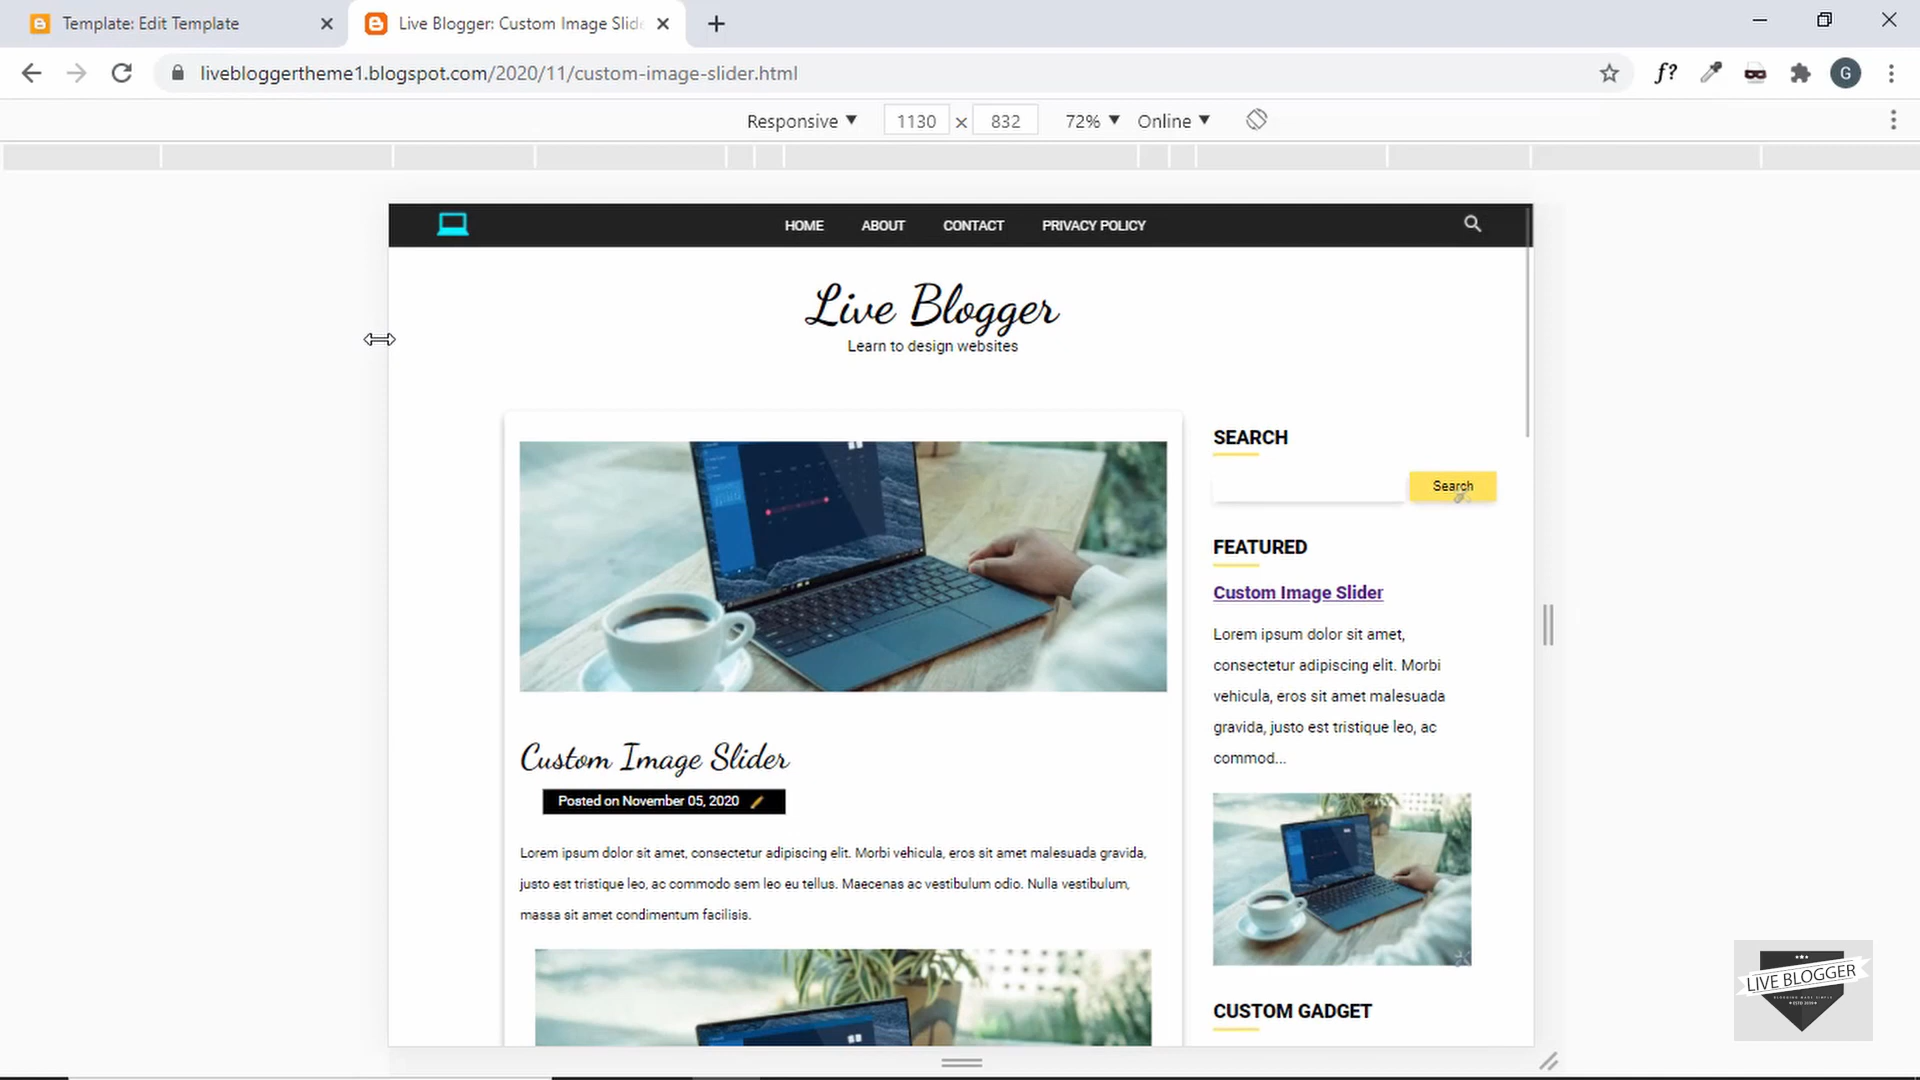 Template: Edit Template
Live Blogger: Custom Image Slide
livebloggertheme1.blogspot.com/2020/11/custom-image-slider.html
f?
G
Responsive 1130 × 832 72% Online
HOME ABOUT CONTACT PRIVACY POLICY
Live Blogger
Learn to design websites
Custom Image Slider
Posted on November 05, 2020
Lorem ipsum dolor sit amet, consectetur adipiscing elit. Morbi vehicula, eros sit amet malesuada gravida,
justo est tristique leo, ac commodo sem leo eu tellus. Maecenas ac vestibulum odio. Nulla vestibulum,
massa sit amet condimentum facilisis.
SEARCH
Search
FEATURED
Custom Image Slider
Lorem ipsum dolor sit amet,
consectetur adipiscing elit. Morbi
vehicula, eros sit amet malesuada
gravida, justo est tristique leo, ac
commod...
CUSTOM GADGET
LIVE BLOGGER